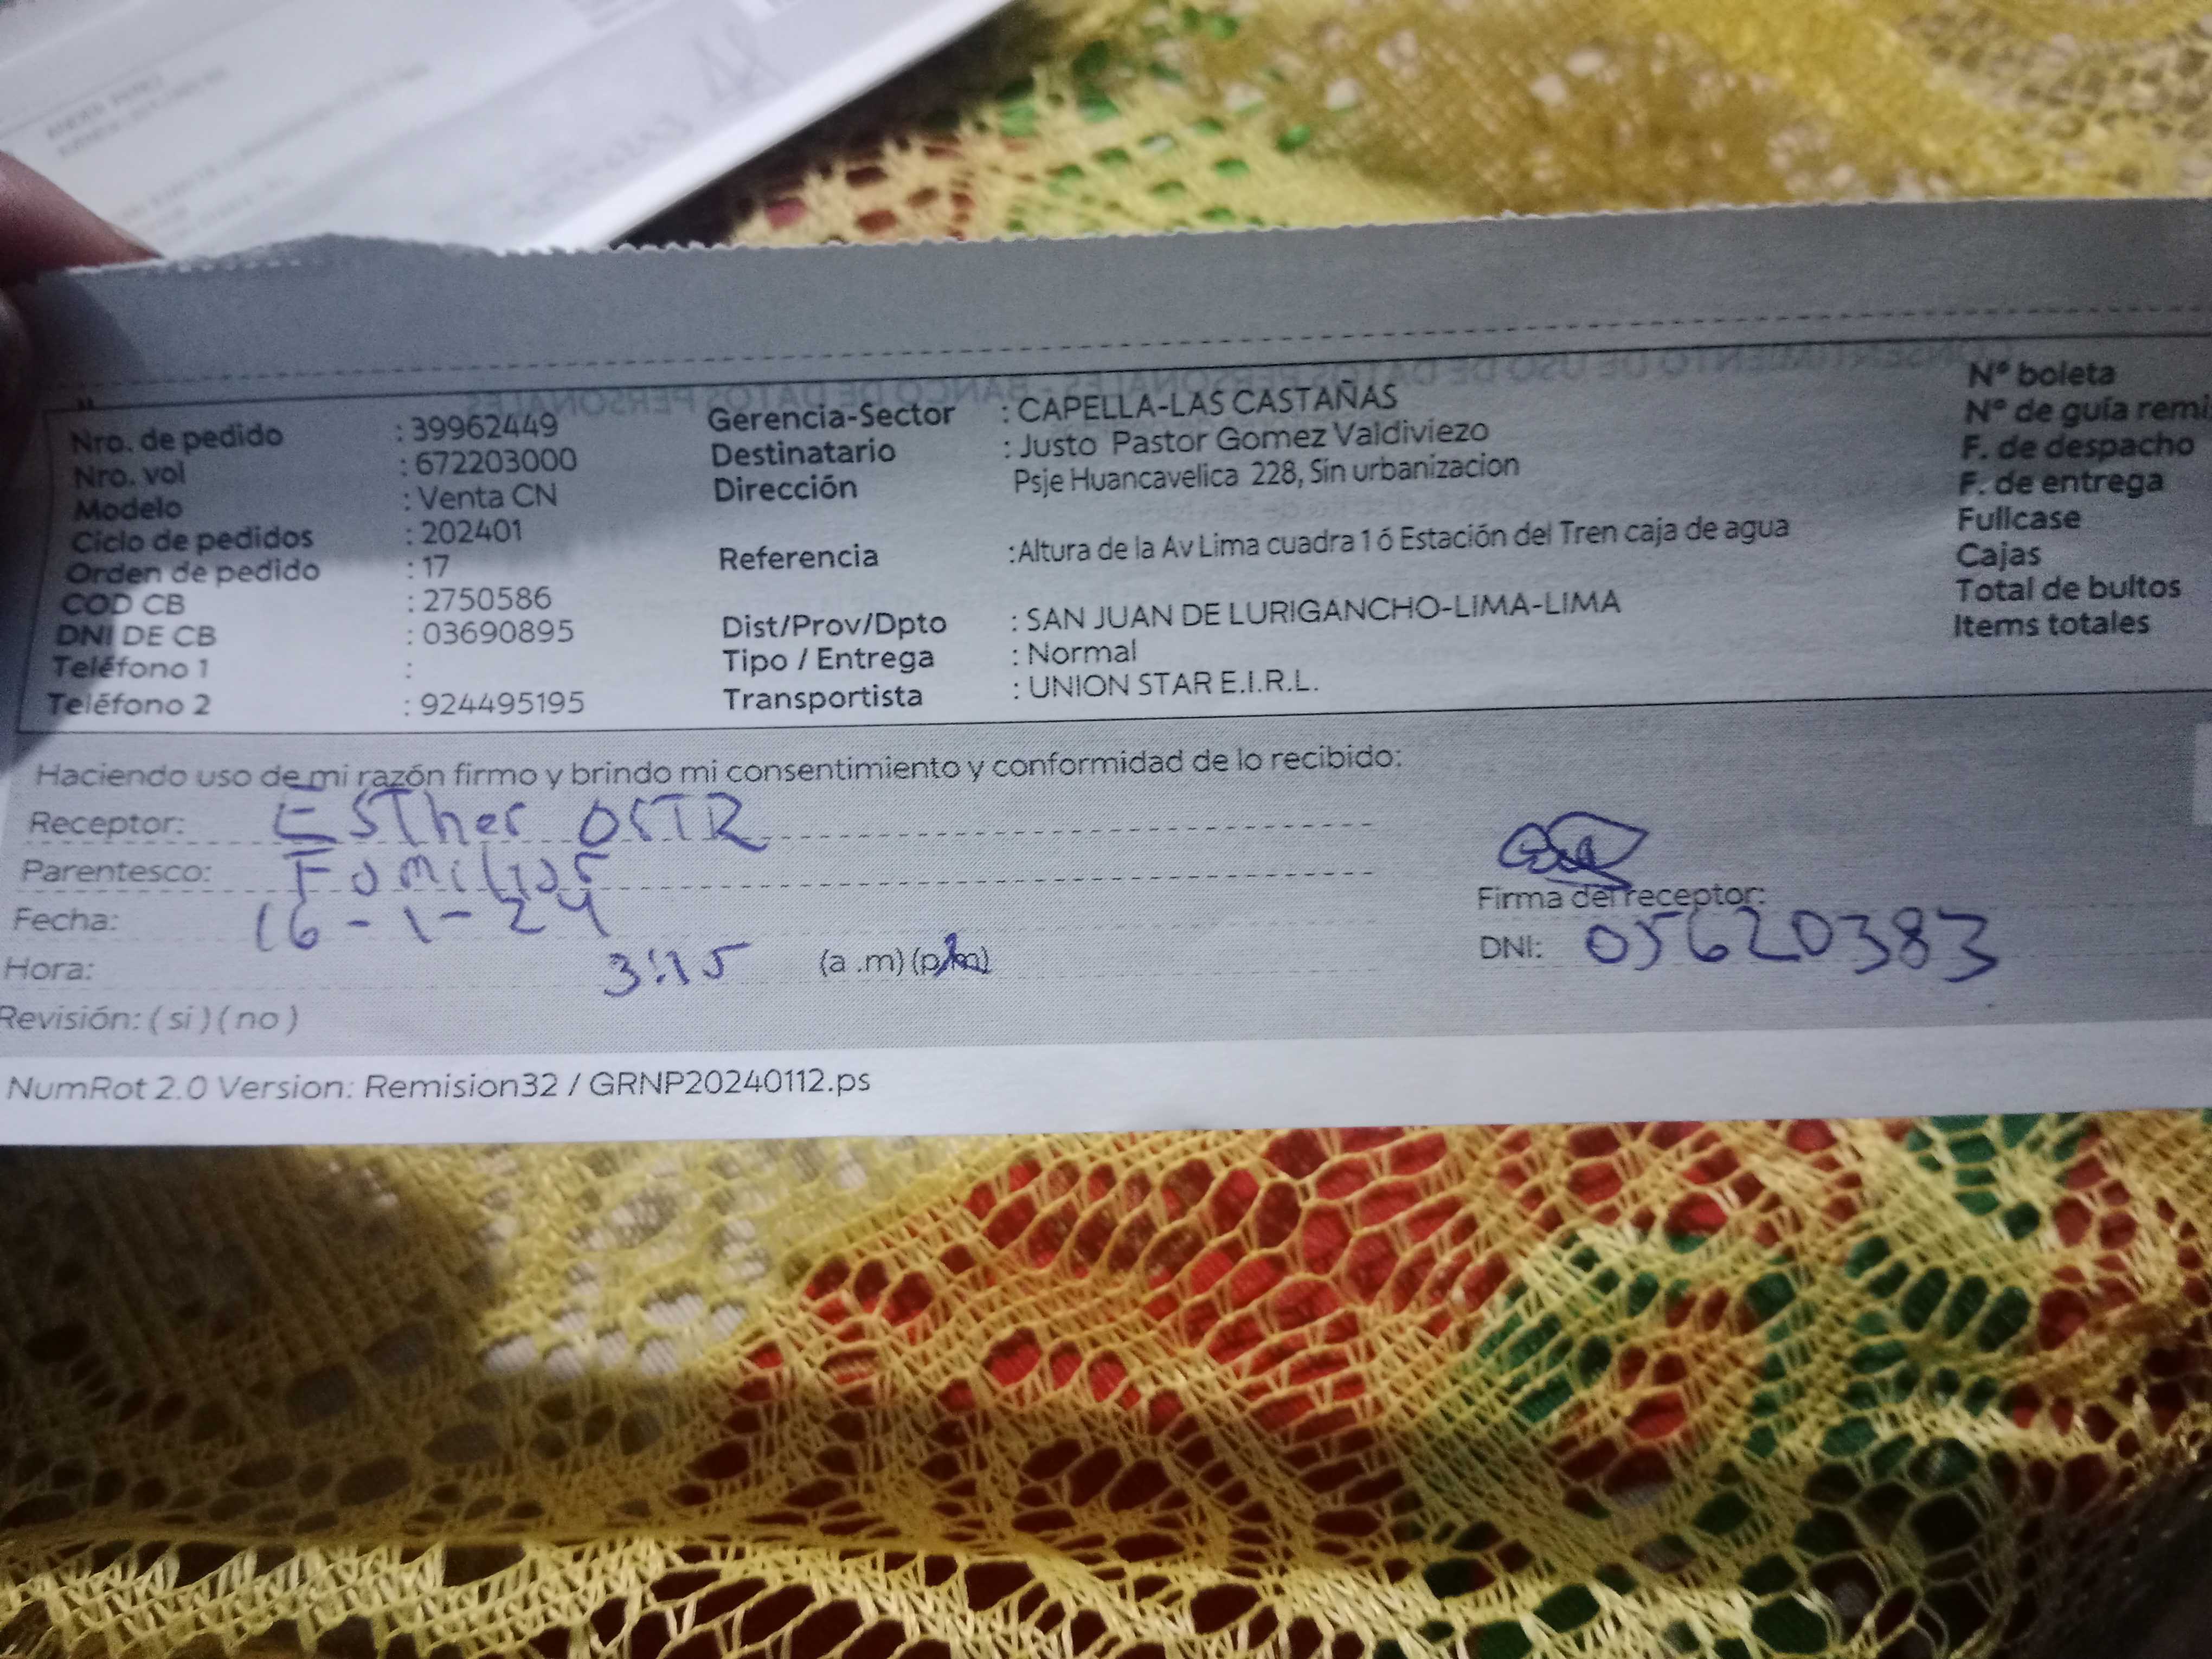 Nro. de pedido : 39962449
Nro. vol : 672203000
Modelo : Venta CN
Ciclo de pedidos : 202401
Orden de pedido : 17
COD CB : 2750586
DNI DE CB : 03690895
Teléfono 1 :
Teléfono 2 : 924495195
Gerencia-Sector : CAPELLA-LAS CASTAÑAS
Destinatario : Justo Pastor Gomez Valdiviezo
Dirección Psje Huancavelica 228, Sin urbanizacion
Referencia :Altura de la Av Lima cuadra 1 ó Estación del Tren caja de agua
Dist/Prov/Dpto : SAN JUAN DE LURIGANCHO-LIMA-LIMA
Tipo / Entrega : Normal
Transportista : UNION STAR E.I.R.L.
Nº boleta
Nº de guía remi
F. de despacho
F. de entrega
Fullcase
Cajas
Total de bultos
Items totales
Haciendo uso de mi razón firmo y brindo mi consentimiento y conformidad de lo recibido:
Receptor: Esther
Parentesco: Familiar
Fecha: 16-1-24
Hora: 3:15 (a .m) (p.m)
Revisión: ( si ) ( no )
Firma del receptor:
DNI: 05620383
NumRot 2.0 Version: Remision32 / GRNP20240112.ps